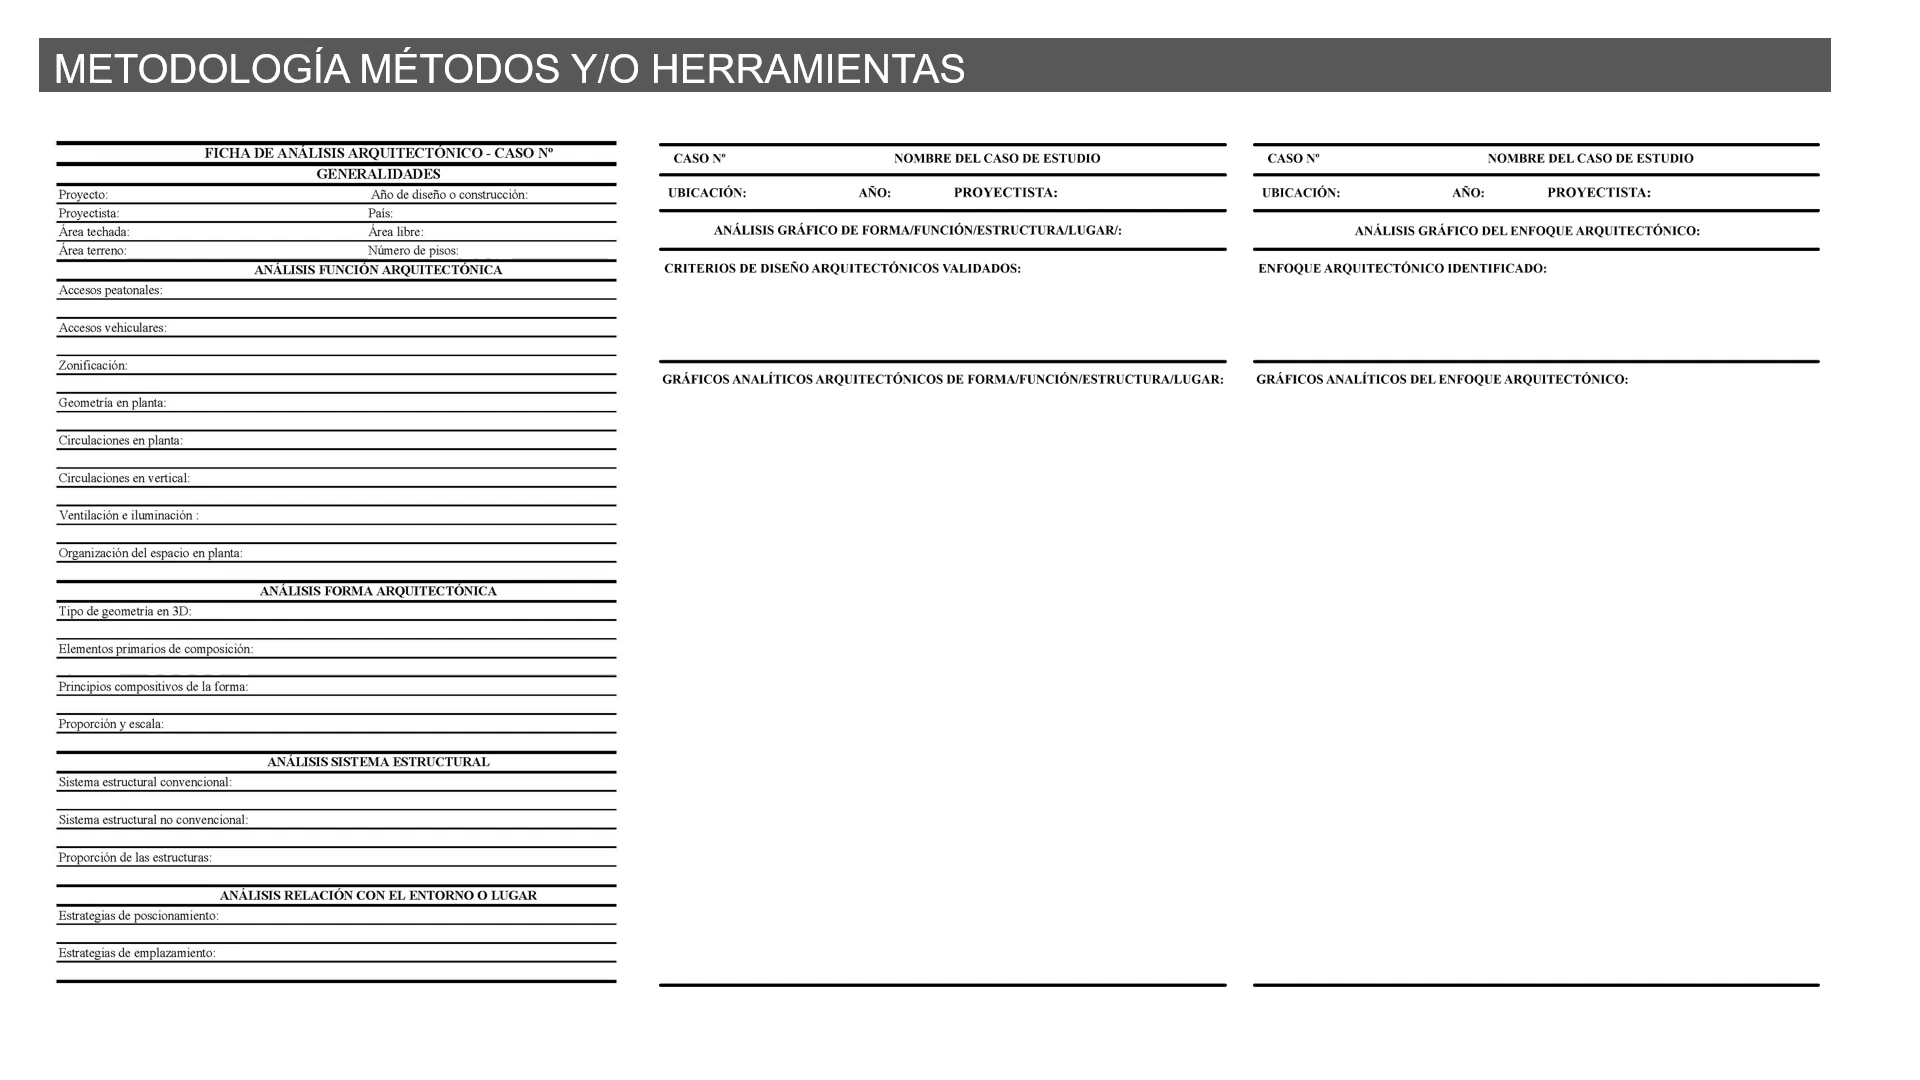 METODOLOGÍA MÉTODOS Y/O HERRAMIENTAS
FICHA DE ANÁLISIS ARQUITECTÓNICO - CASO Nº
GENERALIDADES
Proyecto: Año de diseño o construcción:
Proyectista: País:
Área techada: Área libre:
Área terreno: Número de pisos:
ANÁLISIS FUNCIÓN ARQUITECTÓNICA
Accesos peatonales:
Accesos vehiculares:
Zonificación:
Geometría en planta:
Circulaciones en planta:
Circulaciones en vertical:
Ventilación e iluminación :
Organización del espacio en planta:
ANÁLISIS FORMA ARQUITECTÓNICA
Tipo de geometría en 3D:
Elementos primarios de composición:
Principios compositivos de la forma:
Proporción y escala:
ANÁLISIS SISTEMA ESTRUCTURAL
Sistema estructural convencional:
Sistema estructural no convencional:
Proporción de las estructuras:
ANÁLISIS RELACIÓN CON EL ENTORNO O LUGAR
Estrategias de poscionamiento:
Estrategias de emplazamiento:
CASO Nº NOMBRE DEL CASO DE ESTUDIO
UBICACIÓN: AÑO: PROYECTISTA:
ANÁLISIS GRÁFICO DE FORMA/FUNCIÓN/ESTRUCTURA/LUGAR/:
CRITERIOS DE DISEÑO ARQUITECTÓNICOS VALIDADOS:
GRÁFICOS ANALÍTICOS ARQUITECTÓNICOS DE FORMA/FUNCIÓN/ESTRUCTURA/LUGAR:
CASO Nº NOMBRE DEL CASO DE ESTUDIO
UBICACIÓN: AÑO: PROYECTISTA:
ANÁLISIS GRÁFICO DEL ENFOQUE ARQUITECTÓNICO:
ENFOQUE ARQUITECTÓNICO IDENTIFICADO:
GRÁFICOS ANALÍTICOS DEL ENFOQUE ARQUITECTÓNICO: